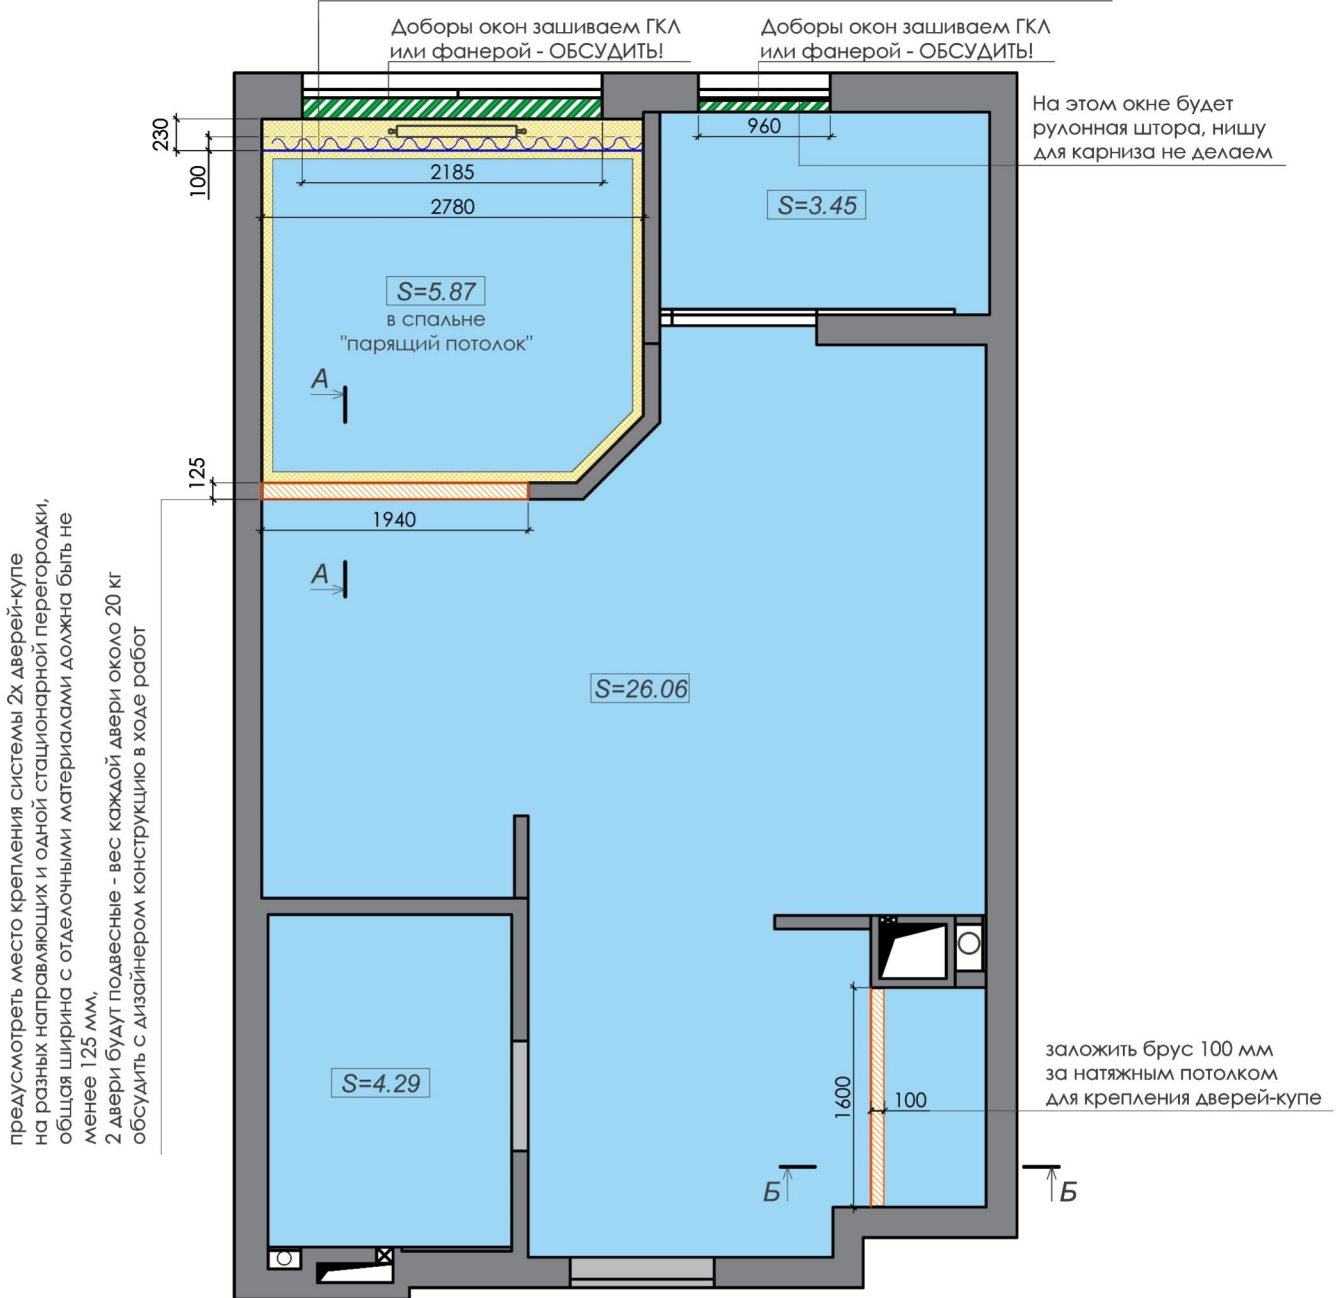 Доборы окон зашиваем ГКЛ
или фанерой - ОБСУДИТЬ!
Доборы окон зашиваем ГКЛ
или фанерой - ОБСУДИТЬ!
На этом окне будет
рулонная штора, нишу
для карниза не делаем
230
100
960
2185
2780
S=3.45
S=5.87
в спальне
"парящий потолок"
А
125
1940
А
S=26.06
предусмотреть место крепления системы 2х дверей-купе
на разных направляющих и одной стационарной перегородки,
общая ширина с отделочными материалами должна быть не
менее 125 мм,
2 двери будут подвесные - вес каждой двери около 20 кг
обсудить с дизайнером конструкцию в ходе работ
S=4.29
1600
100
заложить брус 100 мм
за натяжным потолком
для крепления дверей-купе
Б
Б